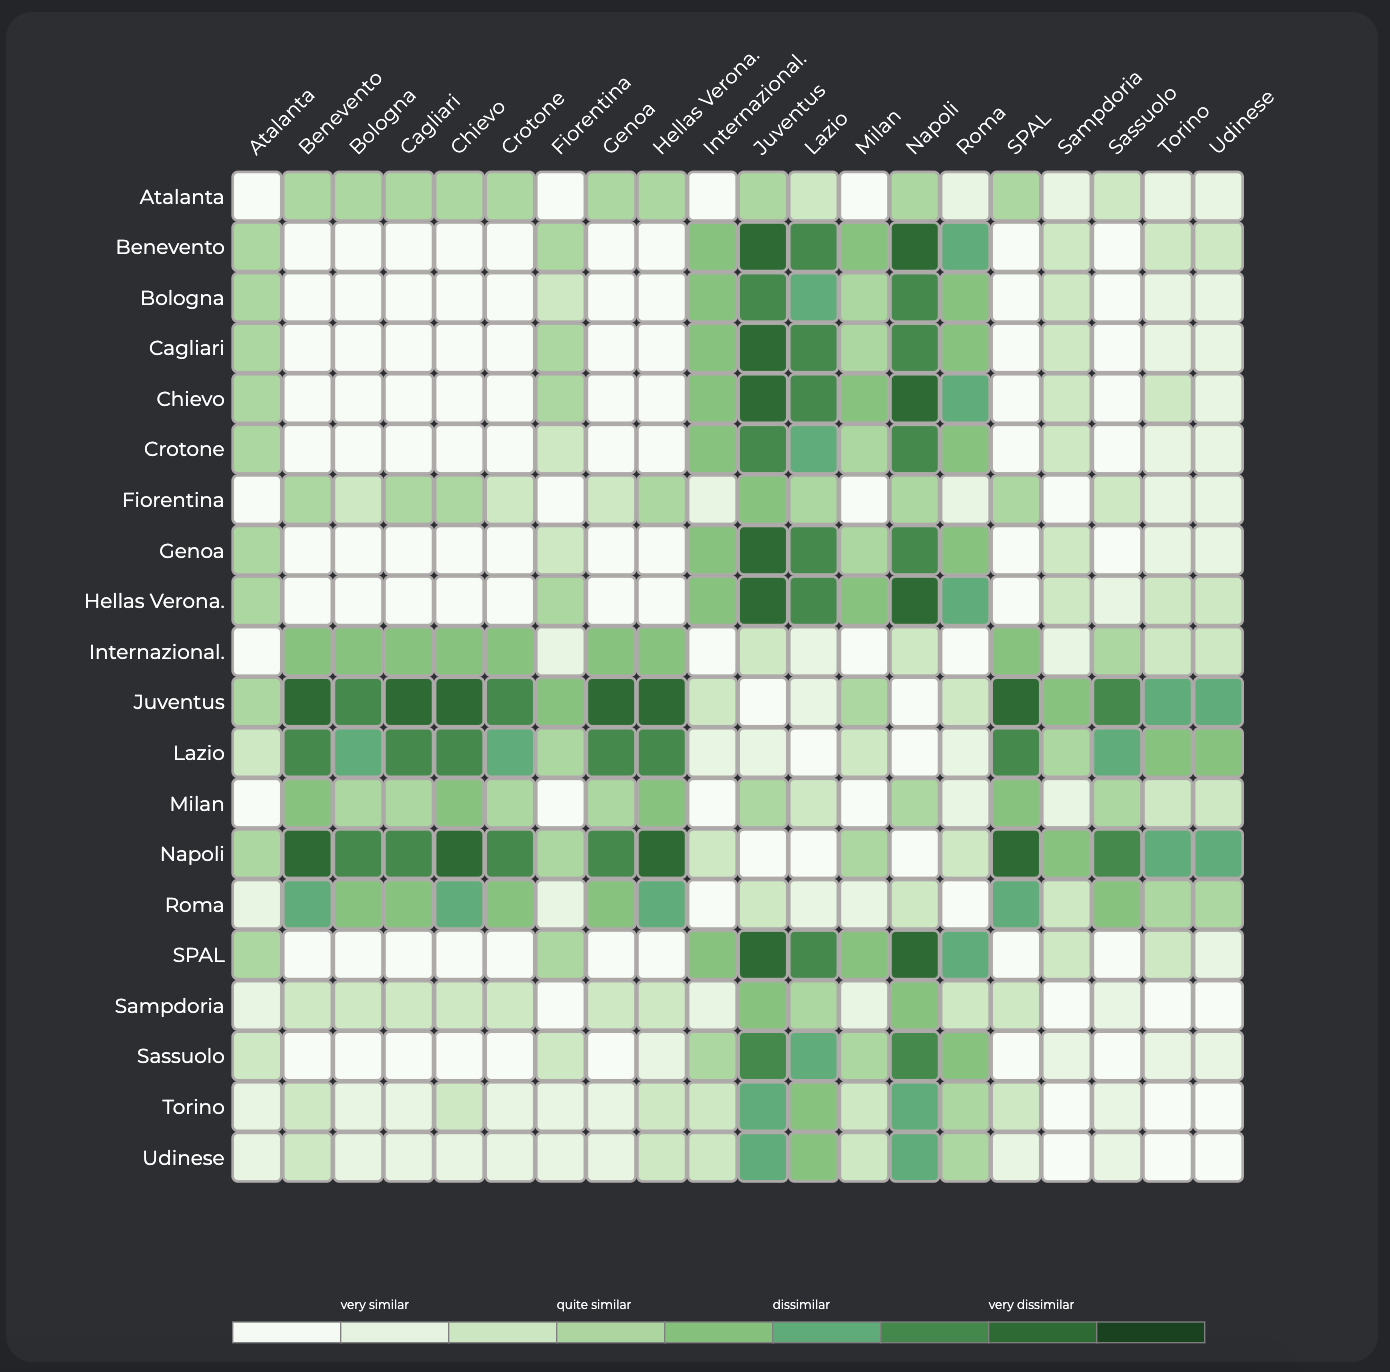 Atalanta
Benevento
Bologna
Cagliari
Chievo
Crotone
Fiorentina
Genoa
Hellas Verona.
Internazional.
Juventus
Lazio
Milan
Napoli
Roma
SPAL
Sampdoria
Sassuolo
Torino
Udinese
Atalanta
Benevento
Bologna
Cagliari
Chievo
Crotone
Fiorentina
Genoa
Hellas Verona.
Internazional.
Juventus
Lazio
Milan
Napoli
Roma
SPAL
Sampdoria
Sassuolo
Torino
Udinese
very similar quite similar dissimilar very dissimilar